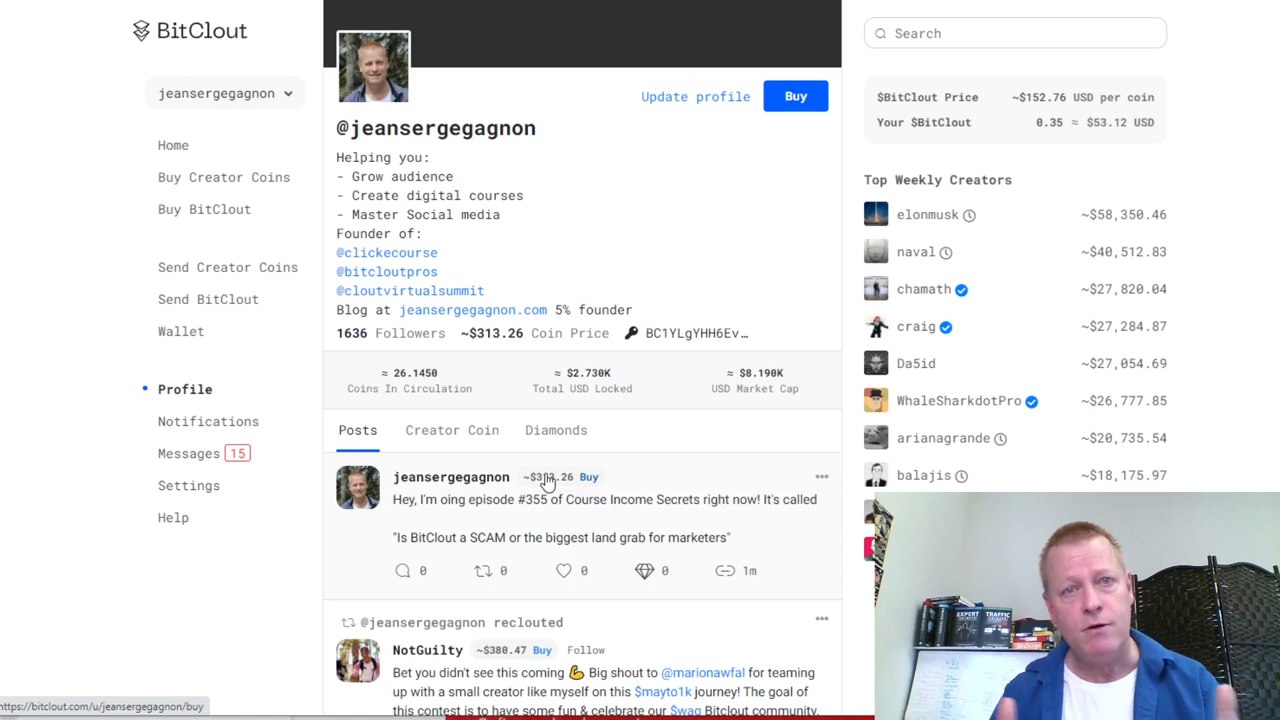 BitClout
jeansergegagnon
Home
Buy Creator Coins
Buy BitClout
Send Creator Coins
Send BitClout
Wallet
Profile
Notifications
Messages 15
Settings
Help
Update profile
Buy
@jeansergegagnon
Helping you:
- Grow audience
- Create digital courses
- Master Social media
Founder of:
@clickecourse
@bitcloutpros
@cloutvirtualsummit
Blog at jeansergegagnon.com 5% founder
1636 Followers ~$313.26 Coin Price BC1YLgYHH6Ev…
≈ 26.1450
Coins In Circulation
≈ $2.730K
Total USD Locked
≈ $8.190K
USD Market Cap
Posts Creator Coin Diamonds
jeansergegagnon ~$313.26 Buy
Hey, I'm oing episode #355 of Course Income Secrets right now! It's called
"Is BitClout a SCAM or the biggest land grab for marketers"
0 0 0 0 1m
@jeansergegagnon reclouted
NotGuilty ~$380.47 Buy Follow
Bet you didn't see this coming 💪 Big shout to @marionawfal for teaming
up with a small creator like myself on this $mayto1k journey! The goal of
this contest is to have some fun & celebrate our $wag Bitclout community.
Search
$BitClout Price ~$152.76 USD per coin
Your $BitClout 0.35 ≈ $53.12 USD
Top Weekly Creators
elonmusk ~$58,350.46
naval ~$40,512.83
chamath ~$27,820.04
craig ~$27,284.87
Da5id ~$27,054.69
WhaleSharkdotPro ~$26,777.85
arianagrande ~$20,735.54
balajis ~$18,175.97
EXPERT
SECRETS
TRAFFIC
SECRETS
https://bitclout.com/u/jeansergegagnon/buy